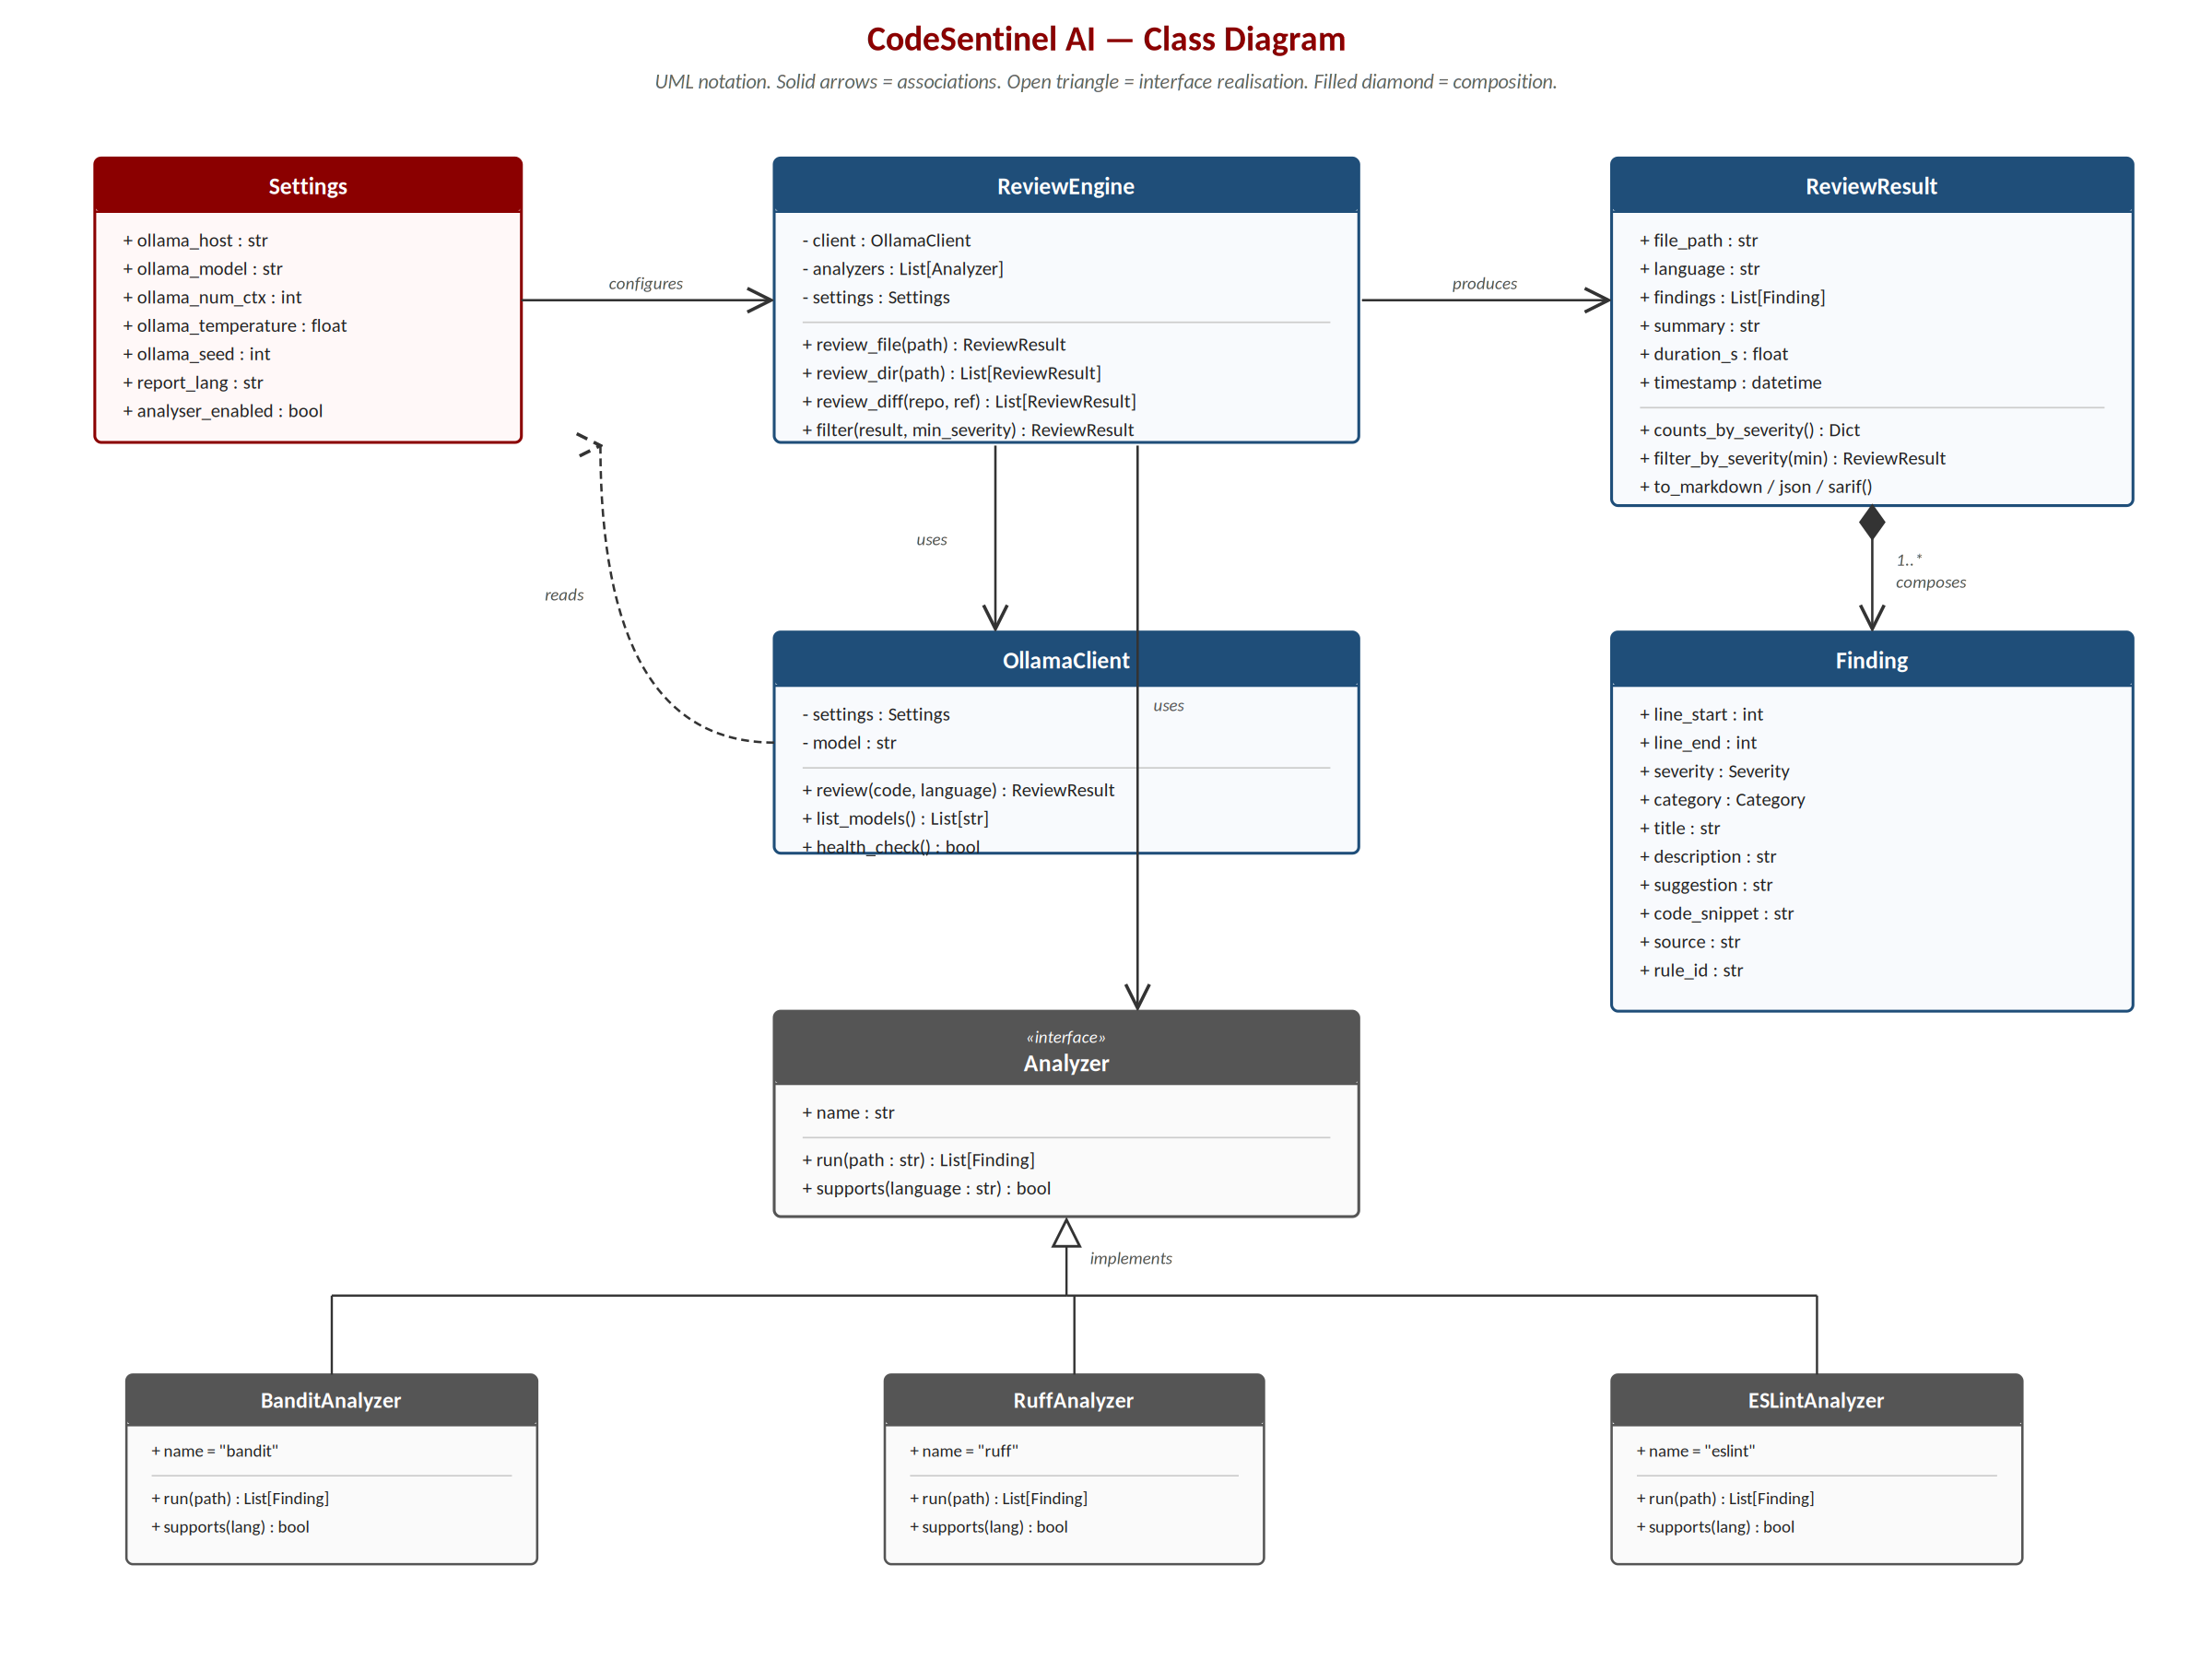 CodeSentinel AI — Class Diagram
UML notation. Solid arrows = associations. Open triangle = interface realisation. Filled diamond = composition.
Settings
+ ollama_host : str
+ ollama_model : str
+ ollama_num_ctx : int
+ ollama_temperature : float
+ ollama_seed : int
+ report_lang : str
+ analyser_enabled : bool
configures
ReviewEngine
- client : OllamaClient
- analyzers : List[Analyzer]
- settings : Settings
+ review_file(path) : ReviewResult
+ review_dir(path) : List[ReviewResult]
+ review_diff(repo, ref) : List[ReviewResult]
+ filter(result, min_severity) : ReviewResult
produces
ReviewResult
+ file_path : str
+ language : str
+ findings : List[Finding]
+ summary : str
+ duration_s : float
+ timestamp : datetime
+ counts_by_severity() : Dict
+ filter_by_severity(min) : ReviewResult
+ to_markdown / json / sarif()
reads
uses
1..*
composes
OllamaClient
- settings : Settings
- model : str
+ review(code, language) : ReviewResult
+ list_models() : List[str]
+ health_check() : bool
uses
Finding
+ line_start : int
+ line_end : int
+ severity : Severity
+ category : Category
+ title : str
+ description : str
+ suggestion : str
+ code_snippet : str
+ source : str
+ rule_id : str
«interface»
Analyzer
+ name : str
+ run(path : str) : List[Finding]
+ supports(language : str) : bool
implements
BanditAnalyzer
+ name = "bandit"
+ run(path) : List[Finding]
+ supports(lang) : bool
RuffAnalyzer
+ name = "ruff"
+ run(path) : List[Finding]
+ supports(lang) : bool
ESLintAnalyzer
+ name = "eslint"
+ run(path) : List[Finding]
+ supports(lang) : bool